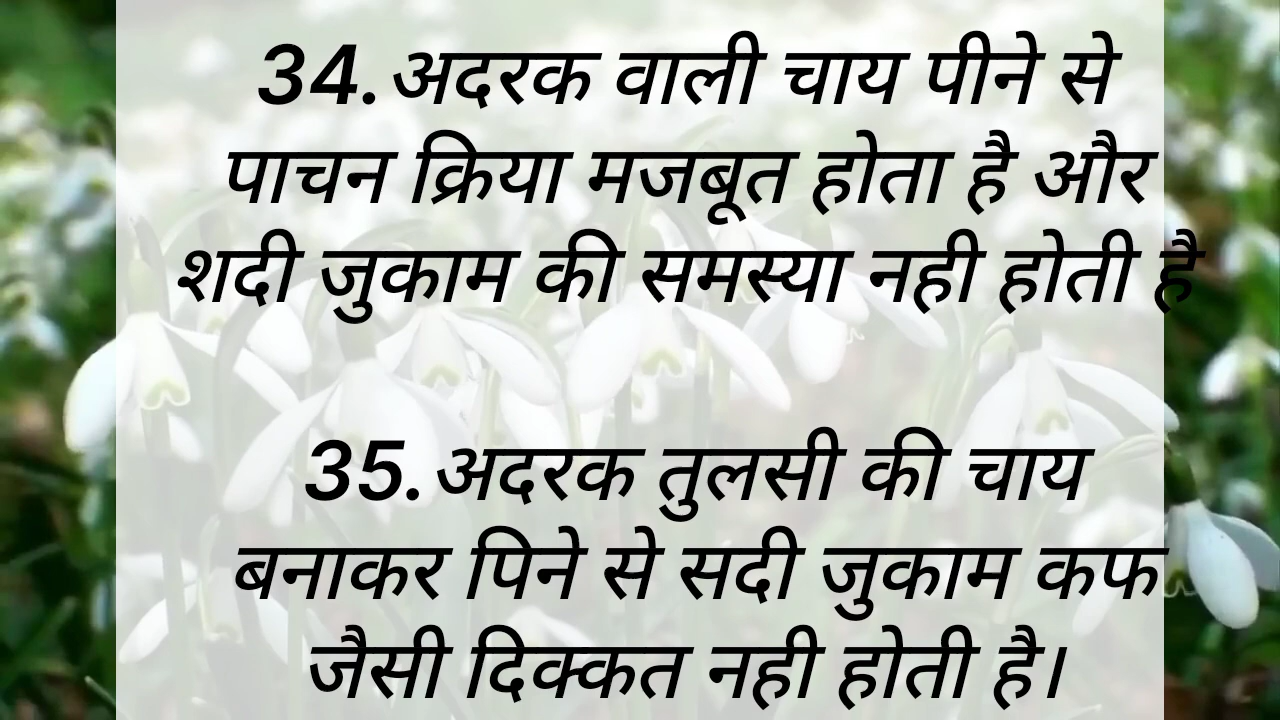 34.अदरक वाली चाय पीने से
पाचन क्रिया मजबूत होता है और
शदी जुकाम की समस्या नही होती है
35.अदरक तुलसी की चाय
बनाकर पिने से सदी जुकाम कफ
जैसी दिक्कत नही होती है।